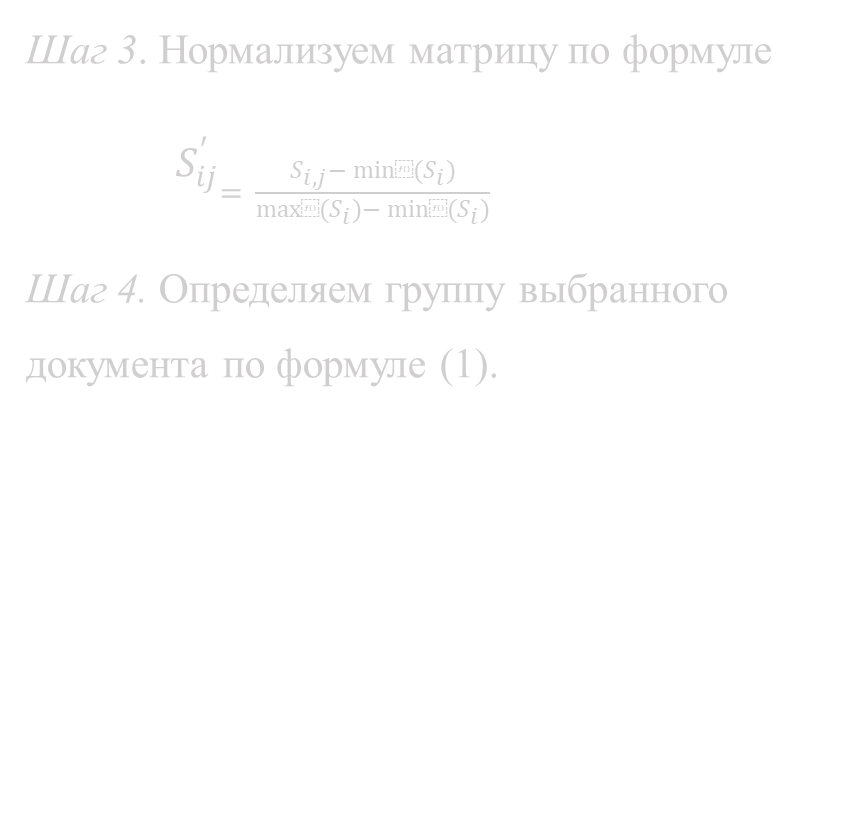 Шаг 3. Нормализуем матрицу по формуле
S'ij = (Si,j − min(Si)) / (max(Si) − min(Si))
Шаг 4. Определяем группу выбранного
документа по формуле (1).